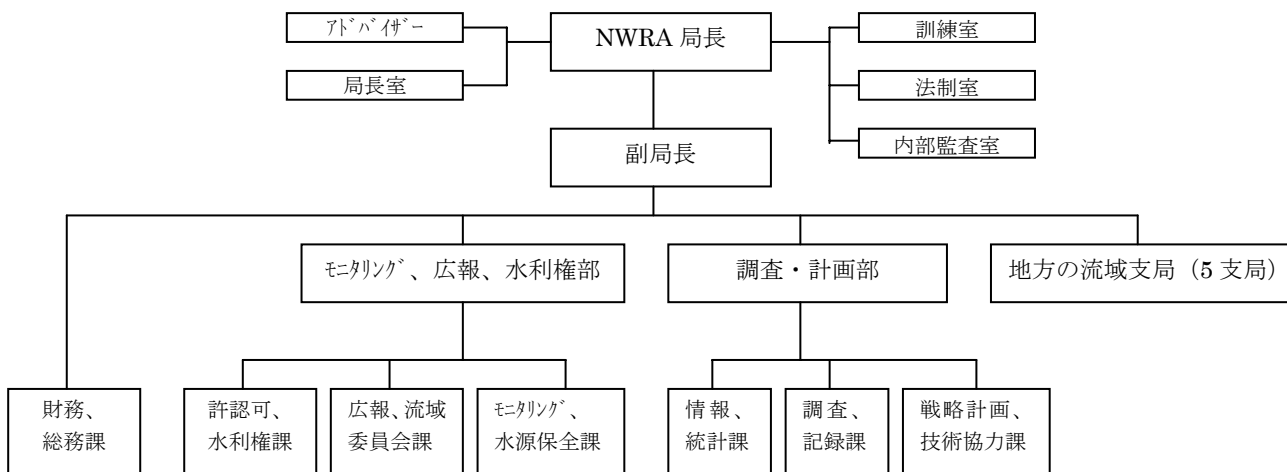 ｱﾄﾞﾊﾞｲｻﾞｰ
NWRA 局長
訓練室
局長室
法制室
副局長
内部監査室
ﾓﾆﾀﾘﾝｸﾞ、広報、水利権部
調査・計画部
地方の流域支局（5 支局）
財務、
総務課
許認可、
水利権課
広報、流域
委員会課
ﾓﾆﾀﾘﾝｸﾞ、
水源保全課
情報、
統計課
調査、
記録課
戦略計画、
技術協力課